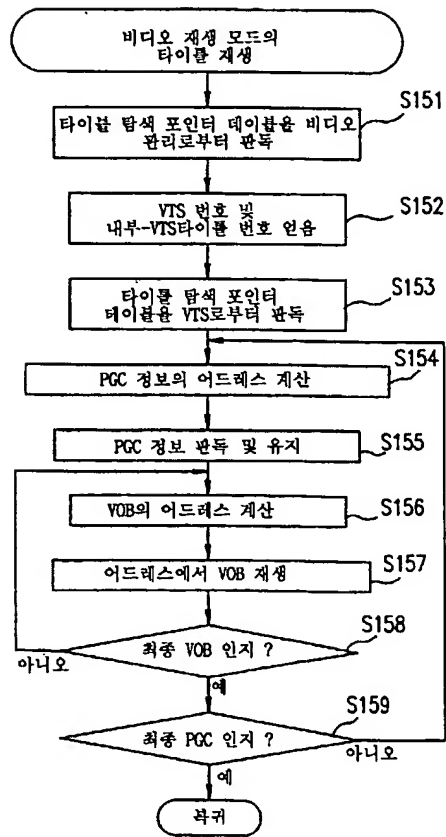 비디오 재생 모드의
타이틀 재생
S151
타이틀 탐색 포인터 테이블을 비디오
관리로부터 판독
S152
VTS 번호 및
내부-VTS타이틀 번호 얻음
S153
타이틀 탐색 포인터
테이블을 VTS로부터 판독
S154
PGC 정보의 어드레스 계산
S155
PGC 정보 판독 및 유지
S156
VOB의 어드레스 계산
S157
어드레스에서 VOB 재생
S158
최종 VOB 인지 ?
아니오
예
S159
최종 PGC 인지 ?
아니오
예
복귀